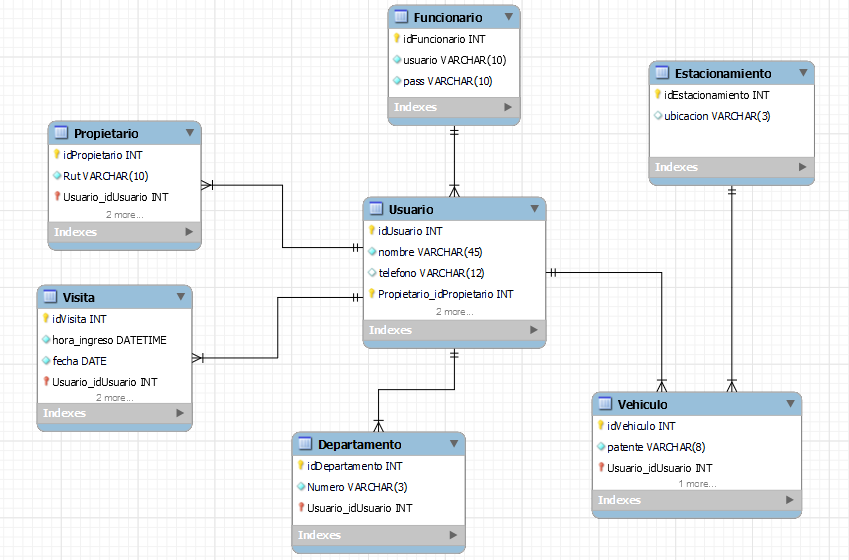 Funcionario
idFuncionario INT
usuario VARCHAR(10)
pass VARCHAR(10)
Indexes
Estacionamiento
idEstacionamiento INT
ubicacion VARCHAR(3)
Indexes
Propietario
idPropietario INT
Rut VARCHAR(10)
Usuario_idUsuario INT
2 more...
Indexes
Usuario
idUsuario INT
nombre VARCHAR(45)
telefono VARCHAR(12)
Propietario_idPropietario INT
2 more...
Indexes
Visita
idVisita INT
hora_ingreso DATETIME
fecha DATE
Usuario_idUsuario INT
2 more...
Indexes
Vehiculo
idVehiculo INT
patente VARCHAR(8)
Usuario_idUsuario INT
1 more...
Indexes
Departamento
idDepartamento INT
Numero VARCHAR(3)
Usuario_idUsuario INT
Indexes